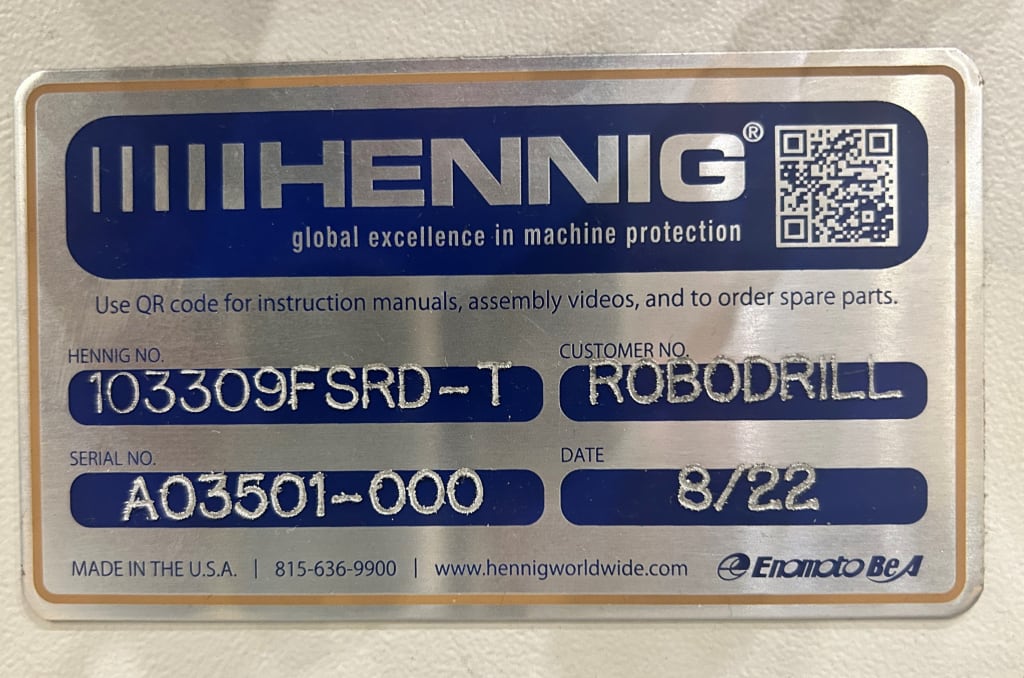 HENNIG®
global excellence in machine protection
Use QR code for instruction manuals, assembly videos, and to order spare parts.
HENNIG NO.
103309FSRD-T
CUSTOMER NO.
ROBODRILL
SERIAL NO.
A03501-000
DATE
8/22
MADE IN THE U.S.A. | 815-636-9900 | www.hennigworldwide.com Enomoto BeA